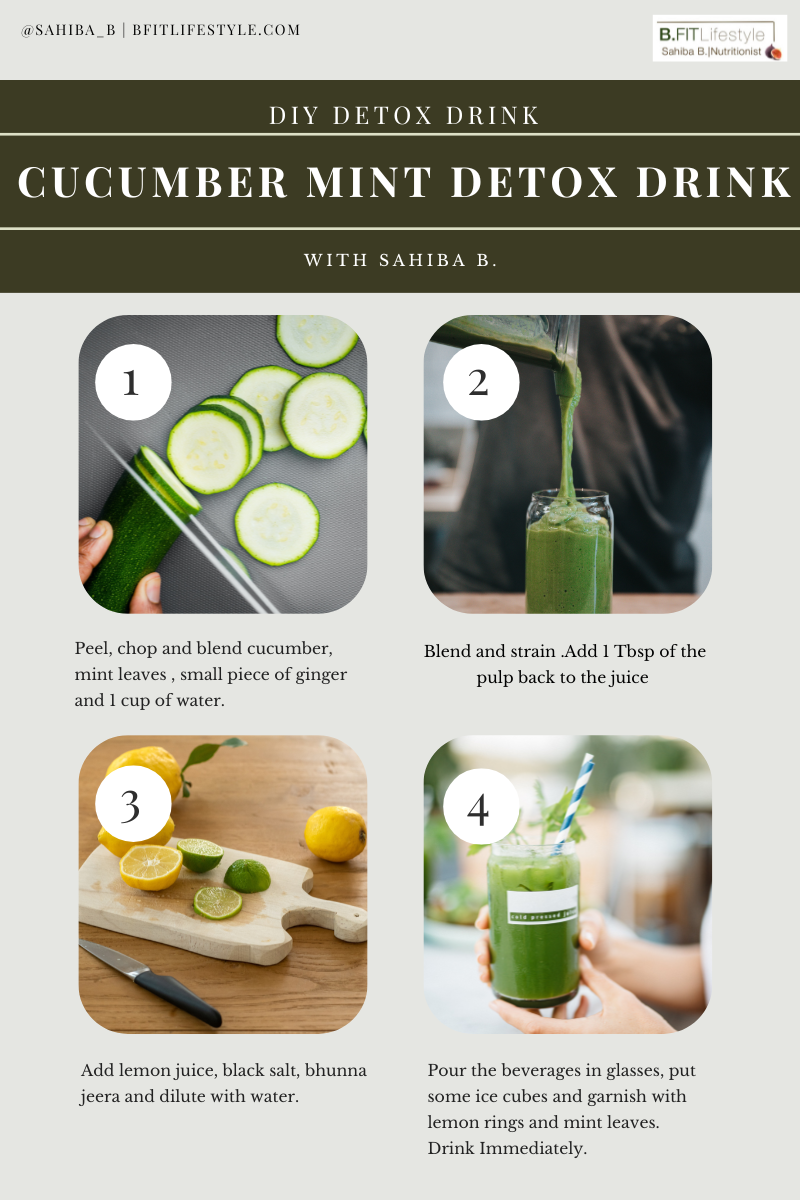 @SAHIBA_B | BFITLIFESTYLE.COM
B.FITLifestyle
Sahiba B.|Nutritionist
DIY DETOX DRINK
CUCUMBER MINT DETOX DRINK
WITH SAHIBA B.
1
2
Peel, chop and blend cucumber,
mint leaves , small piece of ginger
and 1 cup of water.
Blend and strain .Add 1 Tbsp of the
pulp back to the juice
3
4
cold pressed juice
Add lemon juice, black salt, bhunna
jeera and dilute with water.
Pour the beverages in glasses, put
some ice cubes and garnish with
lemon rings and mint leaves.
Drink Immediately.